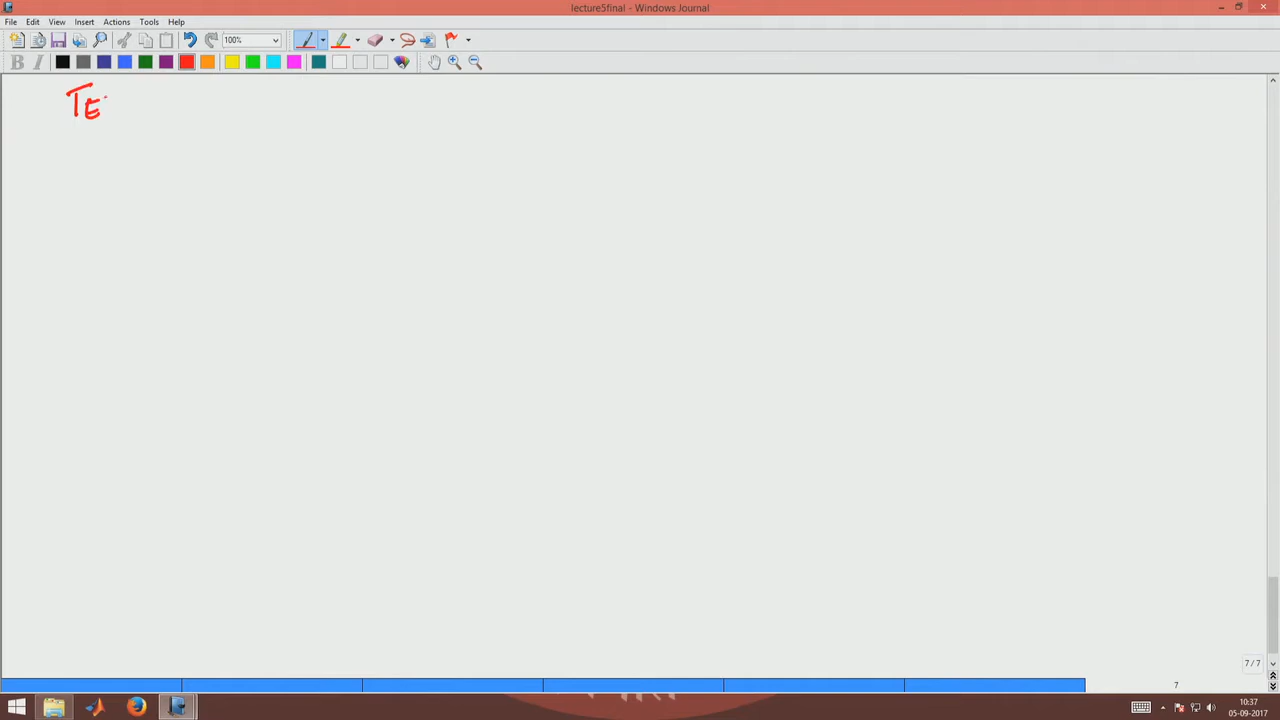 lecture5final - Windows Journal
File Edit View Insert Actions Tools Help
100%
B I
TE
7 / 7
7
10:37
05-09-2017